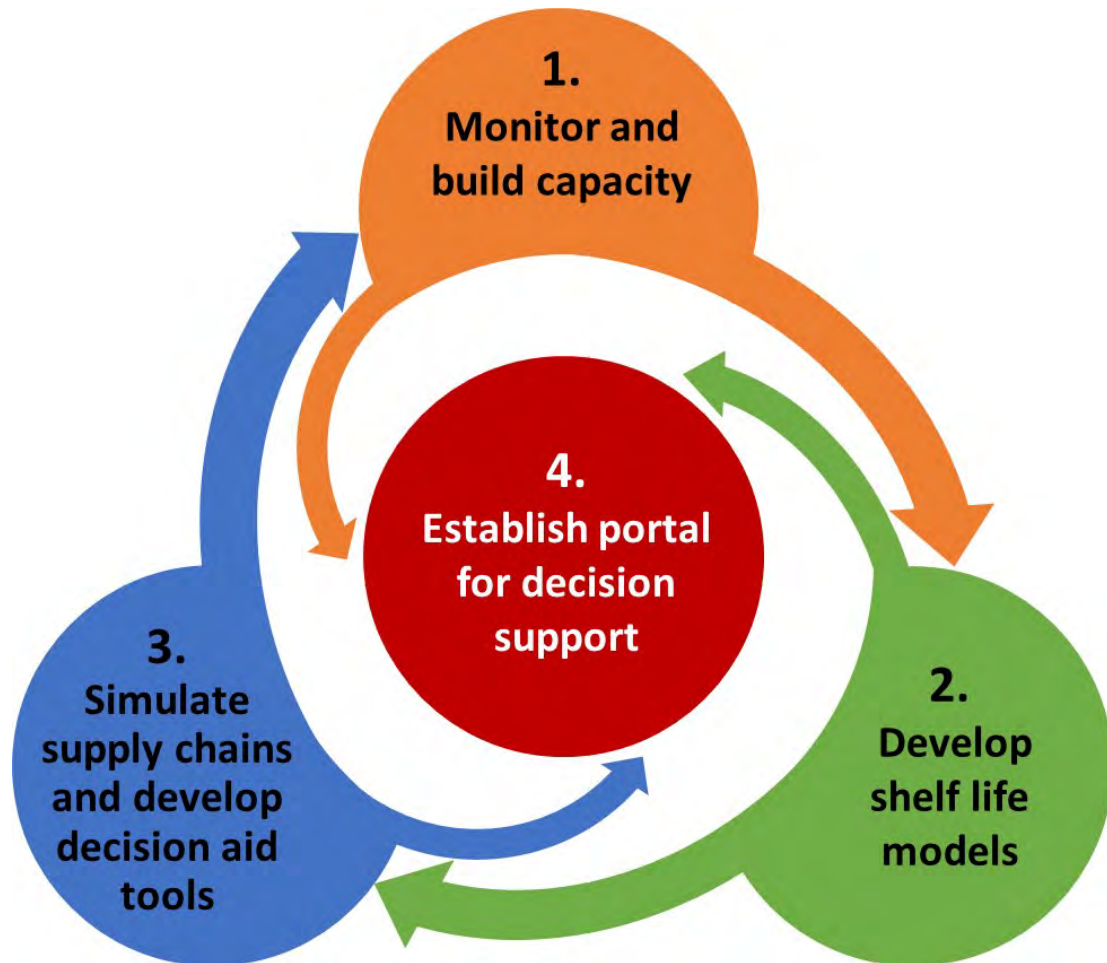 1.
Monitor and
build capacity
4.
Establish portal
for decision
support
3.
Simulate
supply chains
and develop
decision aid
tools
2.
Develop
shelf life
models